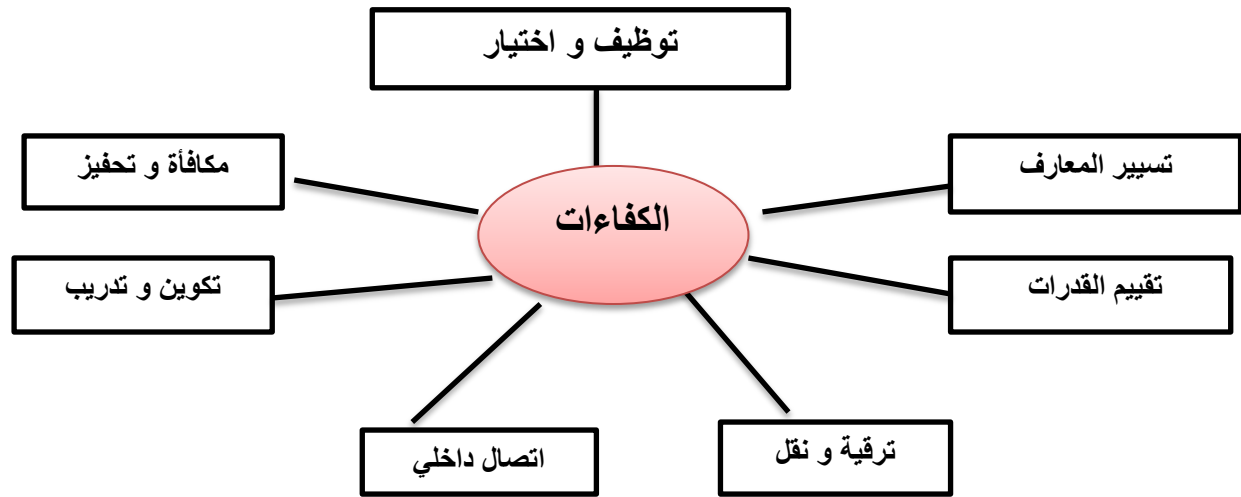 توظيف و اختيار
تسيير المعارف
مكافأة و تحفيز
الكفاءات
تقييم القدرات
تكوين و تدريب
ترقية و نقل
اتصال داخلي